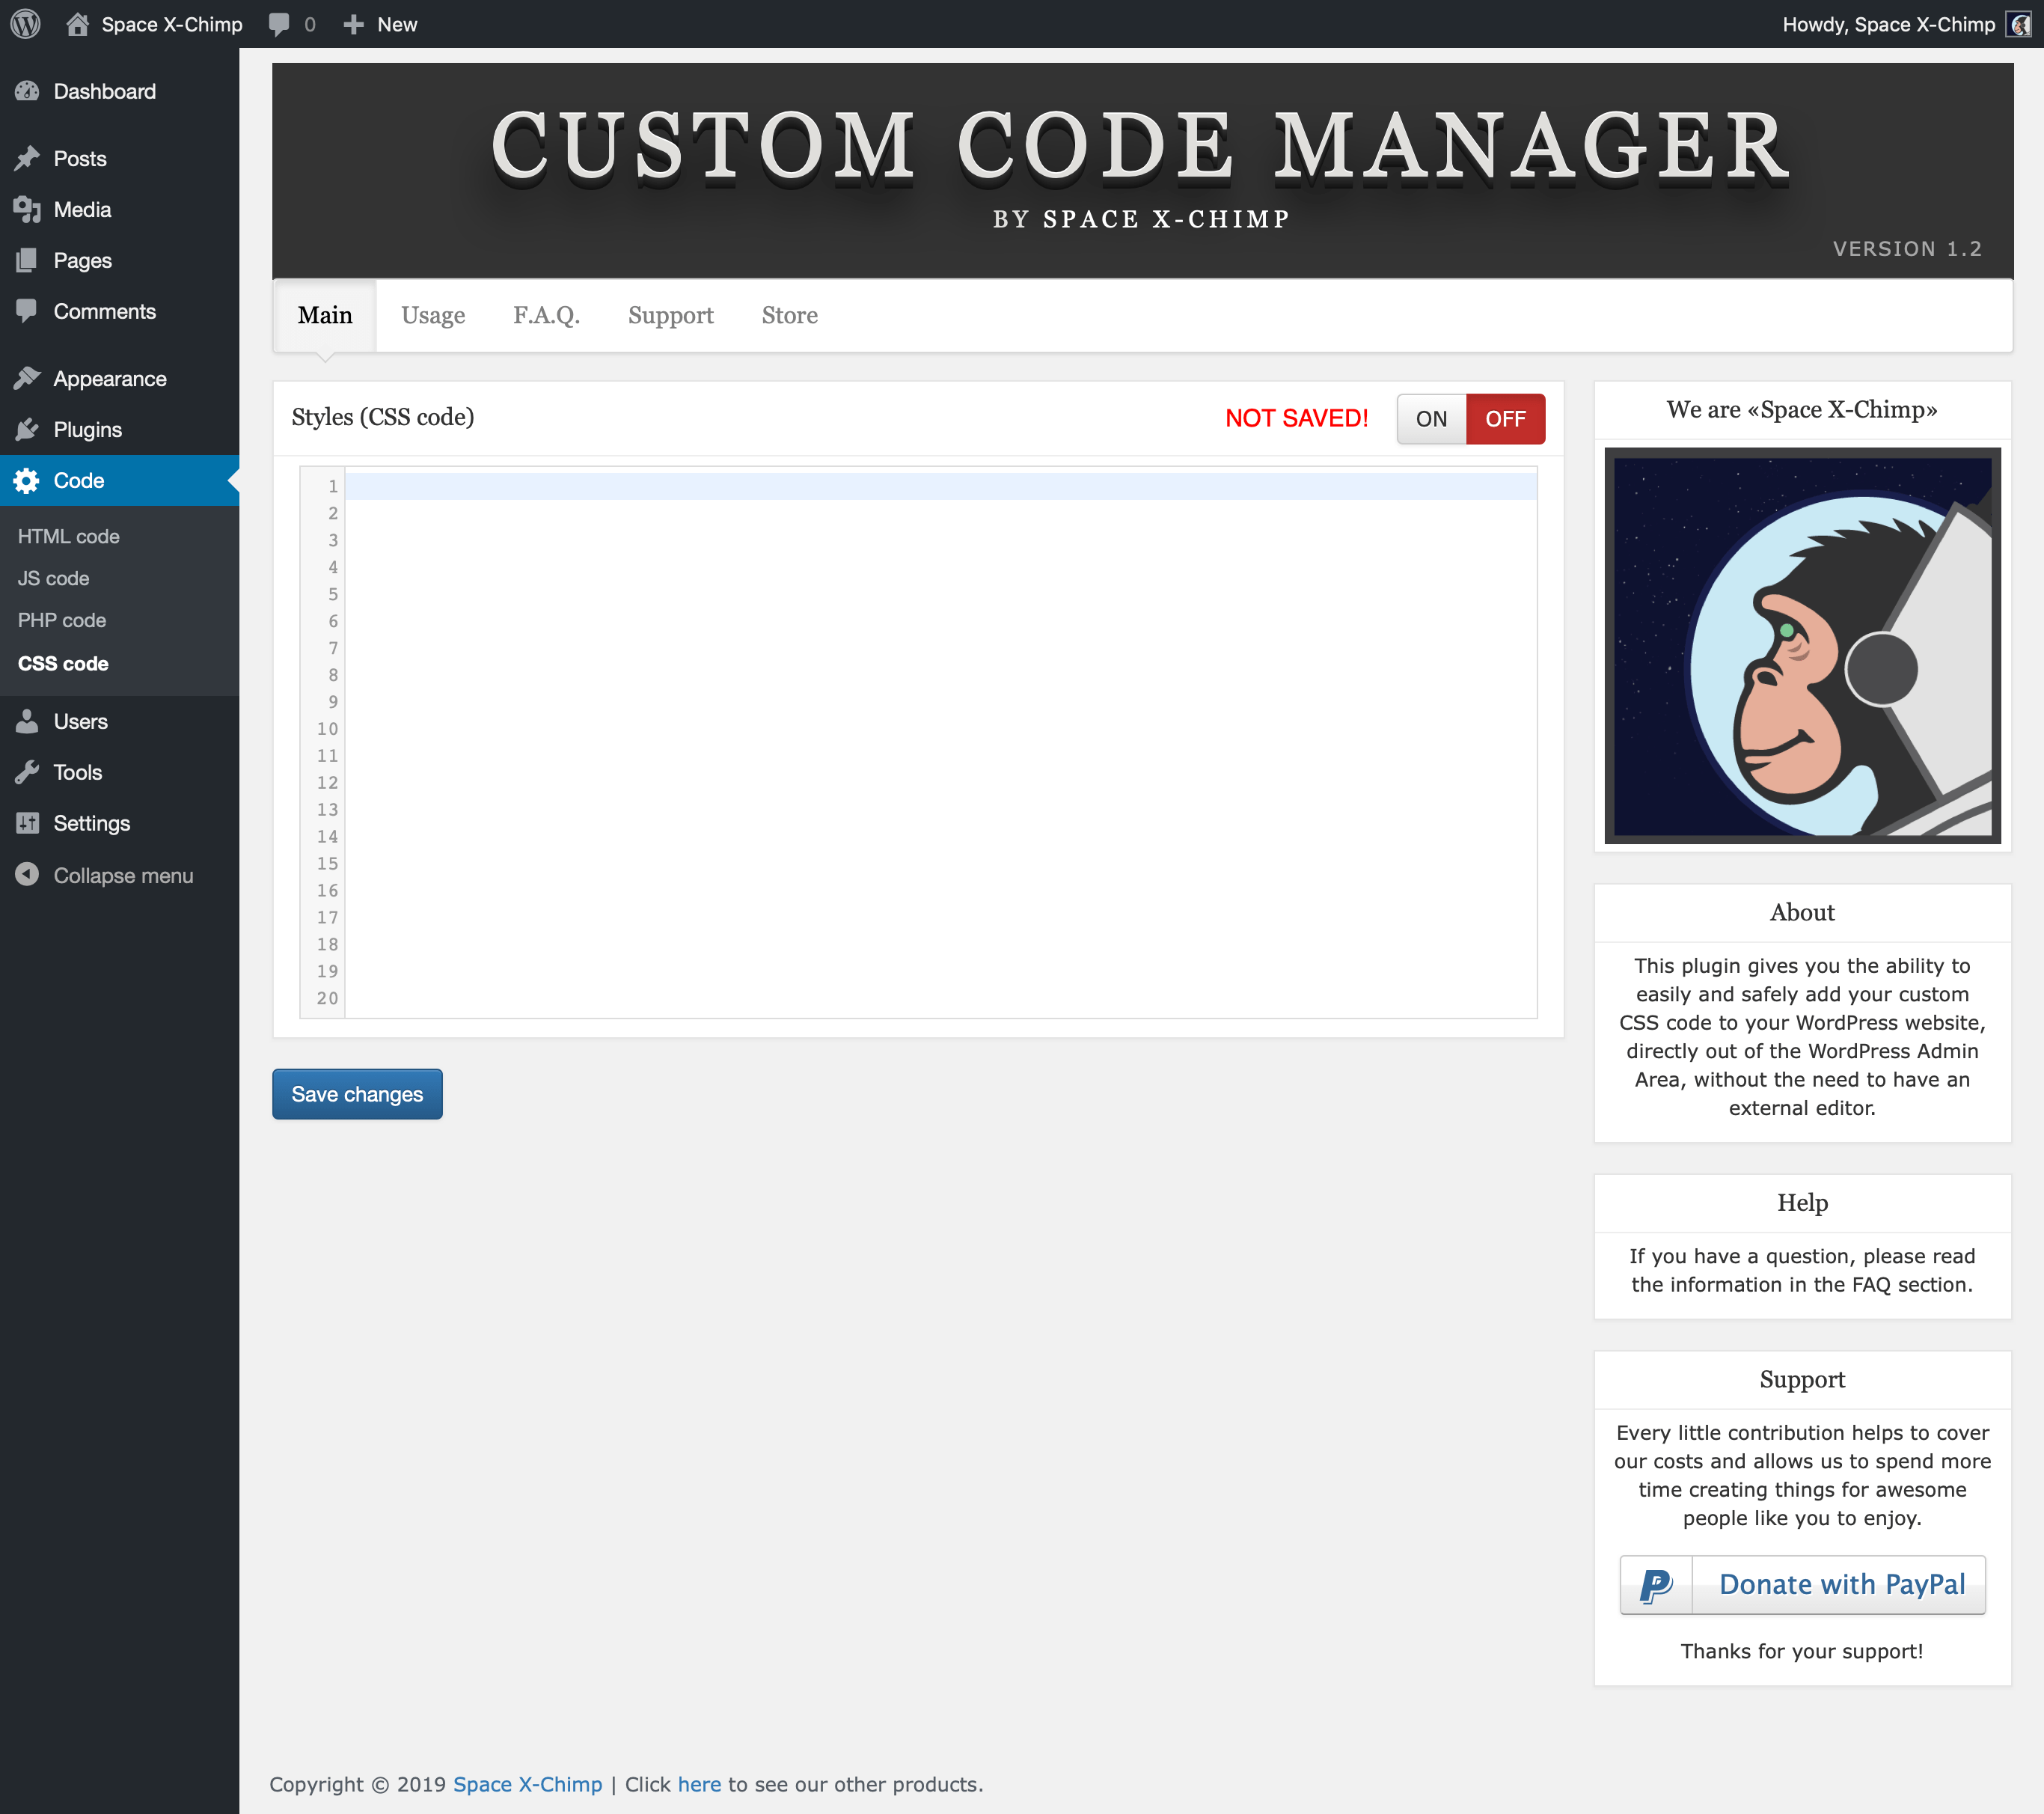 Space X-Chimp 0 New Howdy, Space X-Chimp
Dashboard
Posts
Media
Pages
Comments
Appearance
Plugins
Code
HTML code
JS code
PHP code
CSS code
Users
Tools
Settings
Collapse menu
CUSTOM CODE MANAGER
BY SPACE X-CHIMP
VERSION 1.2
Main Usage F.A.Q. Support Store
Styles (CSS code) NOT SAVED! ON OFF
1
2
3
4
5
6
7
8
9
10
11
12
13
14
15
16
17
18
19
20
Save changes
We are «Space X-Chimp»
About
This plugin gives you the ability to
easily and safely add your custom
CSS code to your WordPress website,
directly out of the WordPress Admin
Area, without the need to have an
external editor.
Help
If you have a question, please read
the information in the FAQ section.
Support
Every little contribution helps to cover
our costs and allows us to spend more
time creating things for awesome
people like you to enjoy.
Donate with PayPal
Thanks for your support!
Copyright © 2019 Space X-Chimp | Click here to see our other products.